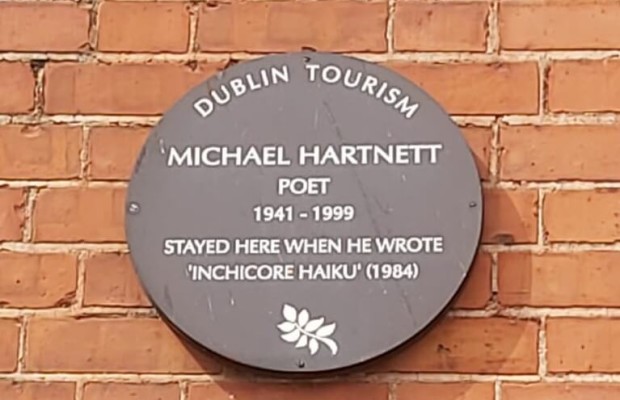 DUBLIN TOURISM
MICHAEL HARTNETT
POET
1941 - 1999
STAYED HERE WHEN HE WROTE
'INCHICORE HAIKU' (1984)